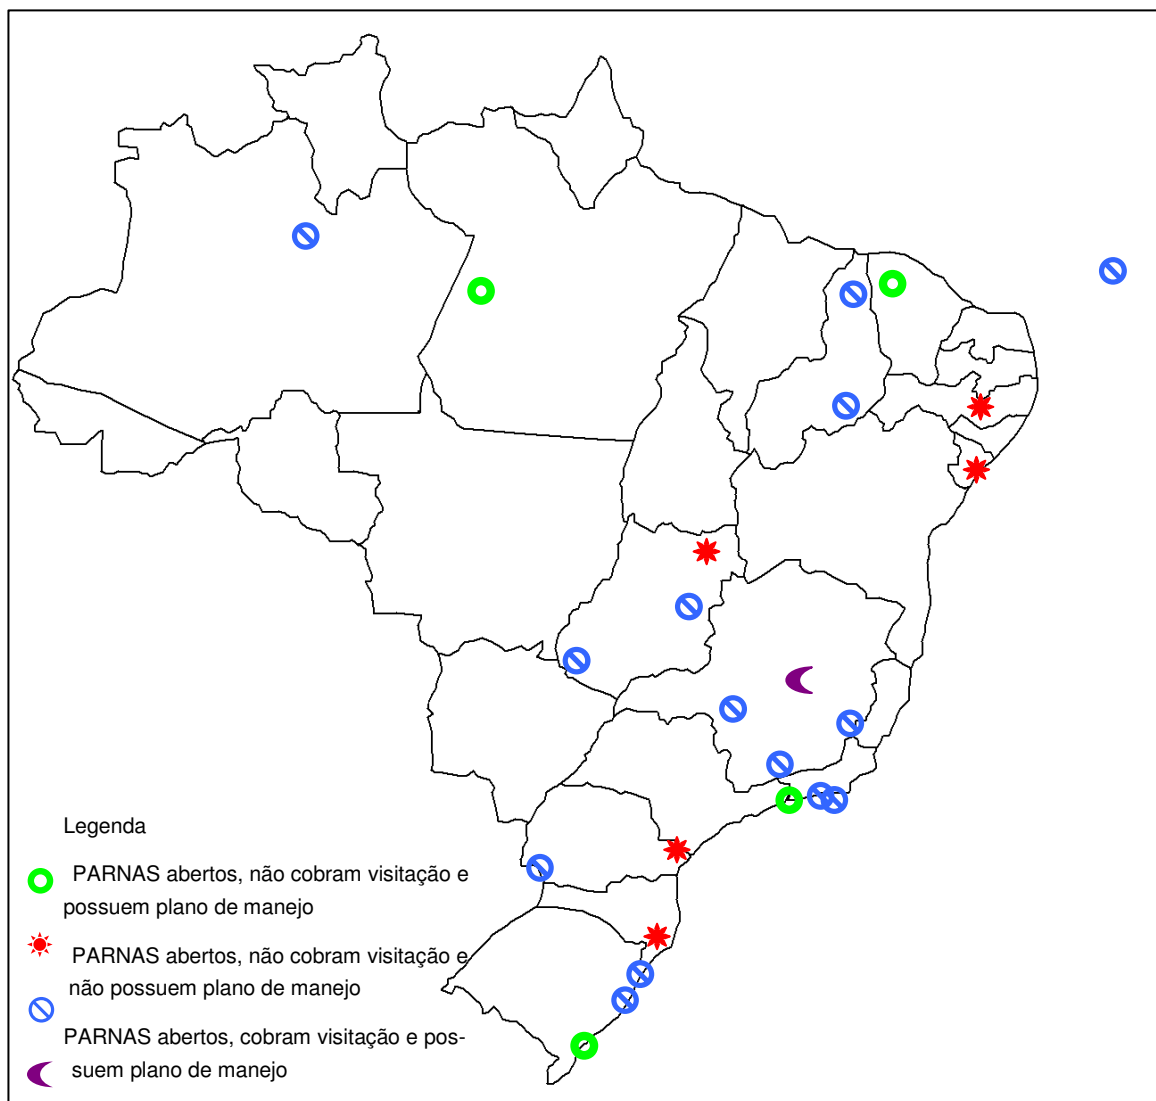 Legenda
PARNAS abertos, não cobram visitação e
possuem plano de manejo
PARNAS abertos, não cobram visitação e
não possuem plano de manejo
PARNAS abertos, cobram visitação e pos-
suem plano de manejo